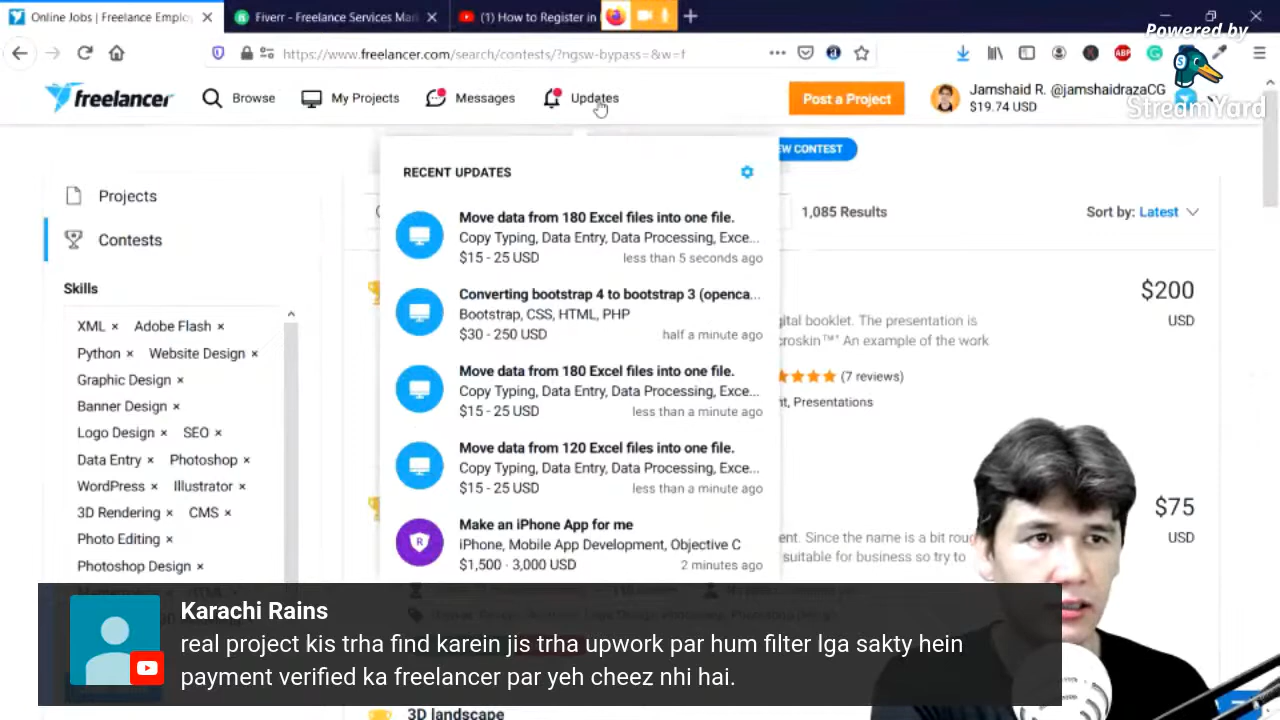 Online Jobs | Freelance Emplo
Fiverr - Freelance Services Mar
(1) How to Register in
https://www.freelancer.com/search/contests/?ngsw-bypass=&w=f
Powered by
StreamYard
freelancer
Browse
My Projects
Messages
Updates
Post a Project
Jamshaid R. @jamshaidrazaCG
$19.74 USD
EW CONTEST
Projects
Contests
Skills
XML × Adobe Flash ×
Python × Website Design ×
Graphic Design ×
Banner Design ×
Logo Design × SEO ×
Data Entry × Photoshop ×
WordPress × Illustrator ×
3D Rendering × CMS ×
Photo Editing ×
Photoshop Design ×
RECENT UPDATES
Move data from 180 Excel files into one file.
Copy Typing, Data Entry, Data Processing, Exce...
$15 - 25 USD less than 5 seconds ago
Converting bootstrap 4 to bootstrap 3 (openca...
Bootstrap, CSS, HTML, PHP
$30 - 250 USD half a minute ago
Move data from 180 Excel files into one file.
Copy Typing, Data Entry, Data Processing, Exce...
$15 - 25 USD less than a minute ago
Move data from 120 Excel files into one file.
Copy Typing, Data Entry, Data Processing, Exce...
$15 - 25 USD less than a minute ago
R
Make an iPhone App for me
iPhone, Mobile App Development, Objective C
$1,500 - 3,000 USD 2 minutes ago
1,085 Results
Sort by: Latest
$200
USD
gital booklet. The presentation is
croskin™" An example of the work
(7 reviews)
nt, Presentations
$75
USD
ent. Since the name is a bit roug
suitable for business so try to
Karachi Rains
real project kis trha find karein jis trha upwork par hum filter lga sakty hein
payment verified ka freelancer par yeh cheez nhi hai.
3D landscape